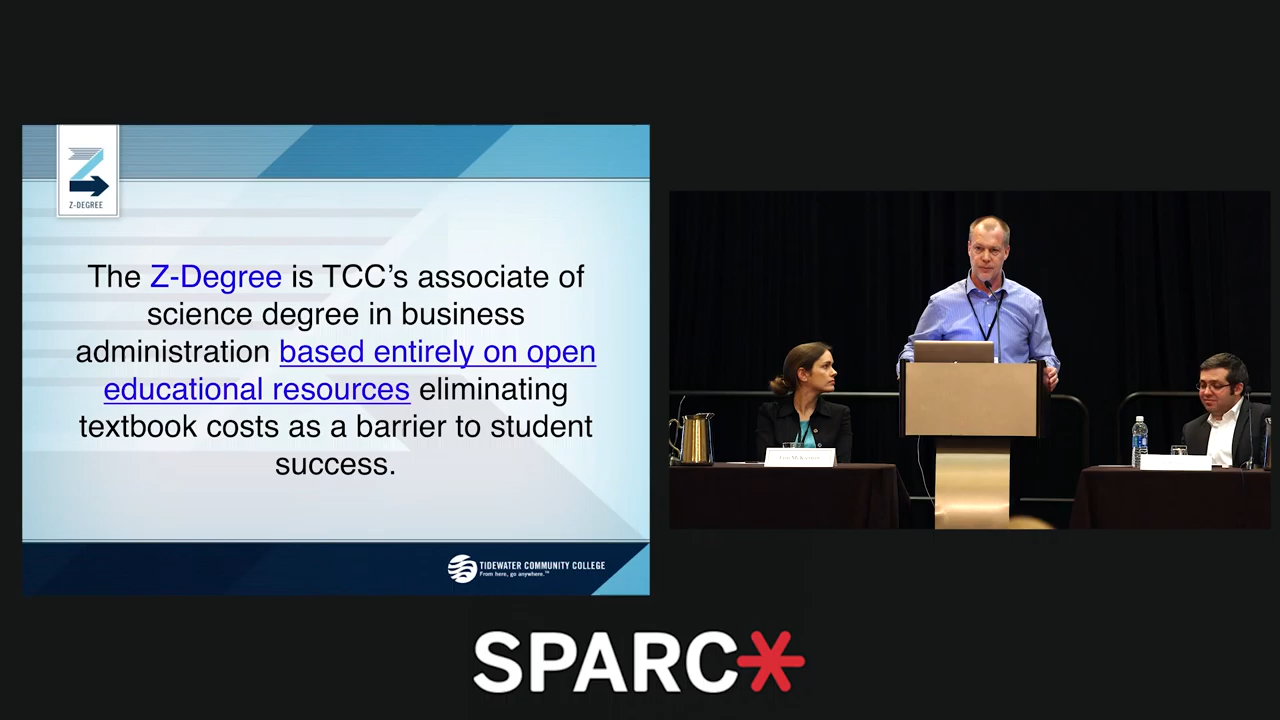 Z-DEGREE
The Z-Degree is TCC’s associate of
science degree in business
administration based entirely on open
educational resources eliminating
textbook costs as a barrier to student
success.
TIDEWATER COMMUNITY COLLEGE
From here, go anywhere.™
SPARC